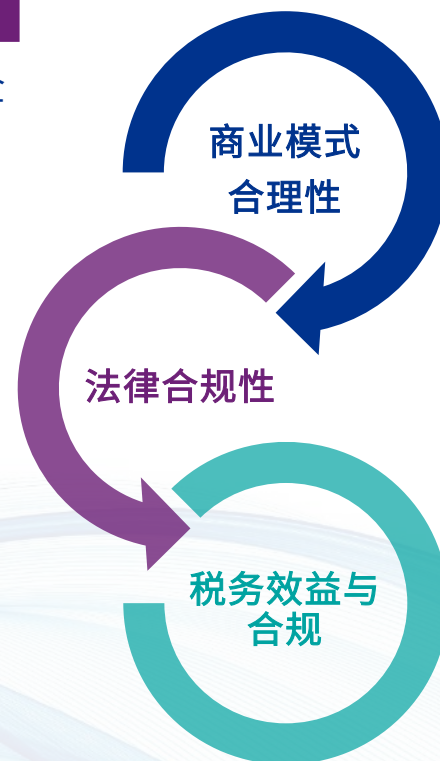 商业模式
合理性
法律合规性
税务效益与
合规